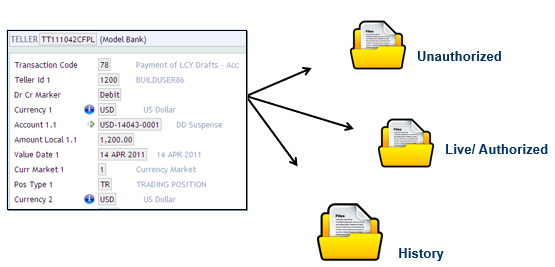 TELLER TT111042CFPL (Model Bank)
Transaction Code 78 Payment of LCY Drafts - Acc
Teller Id 1 1200 BUILDUSER86
Dr Cr Marker Debit
Currency 1 USD US Dollar
Account 1.1 USD-14043-0001 DD Suspense
Amount Local 1.1 1,200.00
Value Date 1 14 APR 2011 14 APR 2011
Curr Market 1 1 Currency Market
Pos Type 1 TR TRADING POSITION
Currency 2 USD US Dollar
Files
Unauthorized
Files
Live/ Authorized
Files
History